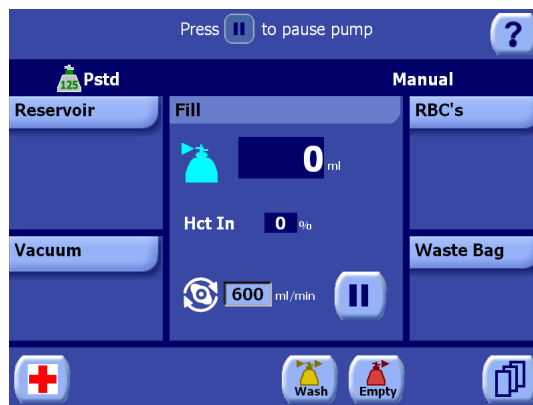 Press II to pause pump
?
125 Pstd
Manual
Reservoir
Fill
RBC's
0 ml
Hct In 0 %
Vacuum
Waste Bag
600 ml/min
Wash
Empty